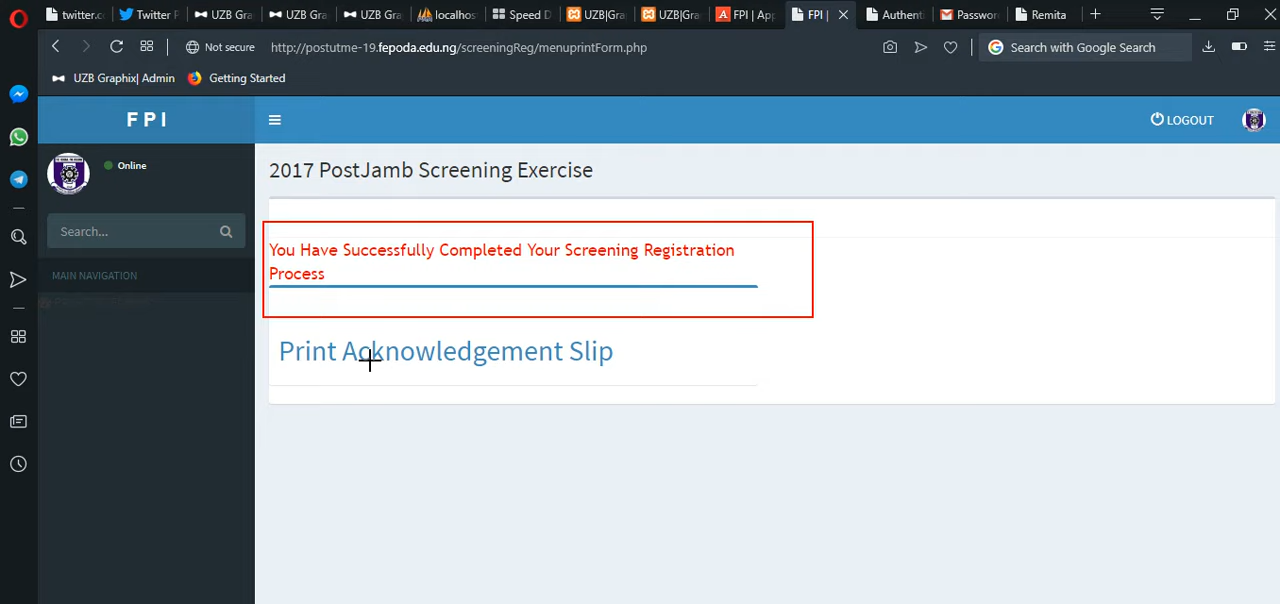 twitter.c
Twitter
UZB Gra
UZB Gra
UZB Gra
localhos
Speed D
UZB|Gra
UZB|Gra
FPI | App
FPI |
Authent
Password
Remita
Not secure
http://postutme-19.fepoda.edu.ng/screeningReg/menuprintForm.php
Search with Google Search
UZB Graphix| Admin
Getting Started
F P I
LOGOUT
Online
2017 PostJamb Screening Exercise
Search...
You Have Successfully Completed Your Screening Registration
Process
MAIN NAVIGATION
Print Acknowledgement Slip